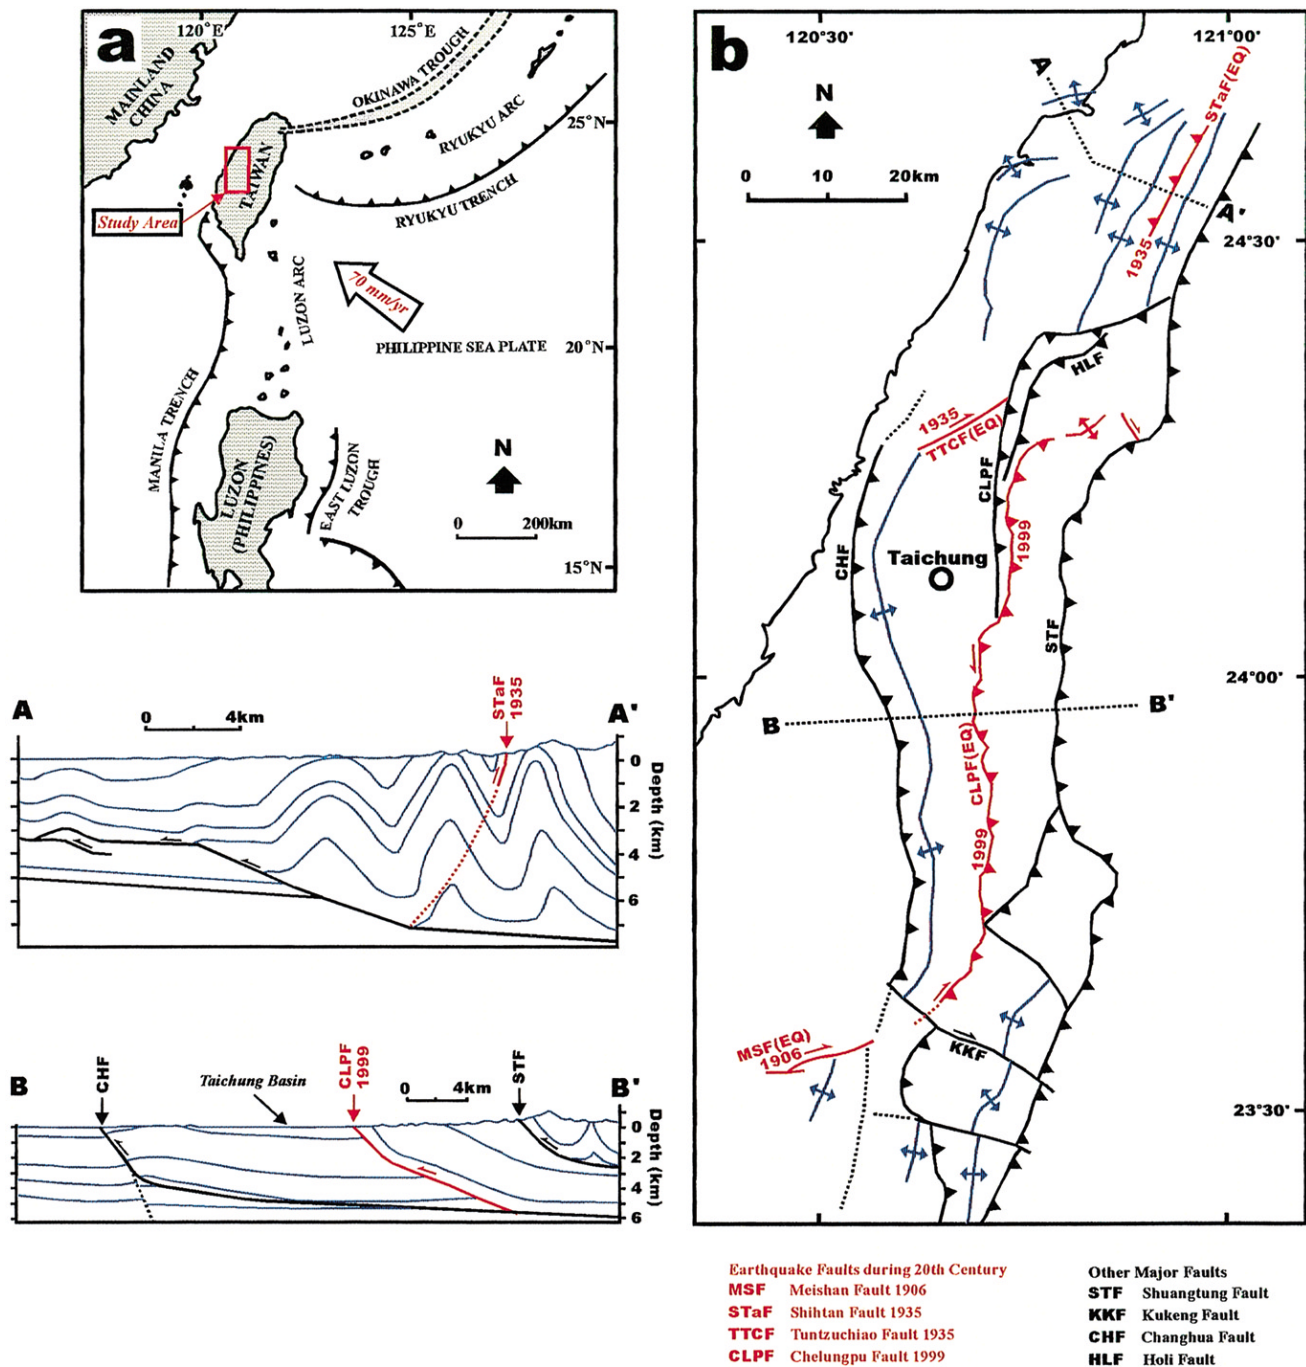 a
120°E
125°E
MAINLAND
CHINA
OKINAWA TROUGH
RYUKYU ARC
25°N
TAIWAN
RYUKYU TRENCH
Study Area
70 mm/yr
LUZON ARC
PHILIPPINE SEA PLATE
20°N
MANILA TRENCH
LUZON
(PHILIPPINES)
EAST LUZON
TROUGH
N
0 200km
15°N
b
120°30'
121°00'
N
0 10 20km
A
A'
STaF(EQ)
1935
24°30'
HLF
1935
TTCF(EQ)
CLPF
1999
CHF
Taichung
STF
24°00'
B
B'
CLPF(EQ)
1999
MSF(EQ)
1906
KKF
23°30'
A
0 4km
STaF
1935
A'
0
2
4
6
Depth (km)
B
CHF
Taichung Basin
CLPF
1999
0 4km
STF
B'
0
2
4
6
Depth (km)
Earthquake Faults during 20th Century
MSF Meishan Fault 1906
STaF Shihtan Fault 1935
TTCF Tuntzuchiao Fault 1935
CLPF Chelungpu Fault 1999
Other Major Faults
STF Shuangtung Fault
KKF Kukeng Fault
CHF Changhua Fault
HLF Holi Fault